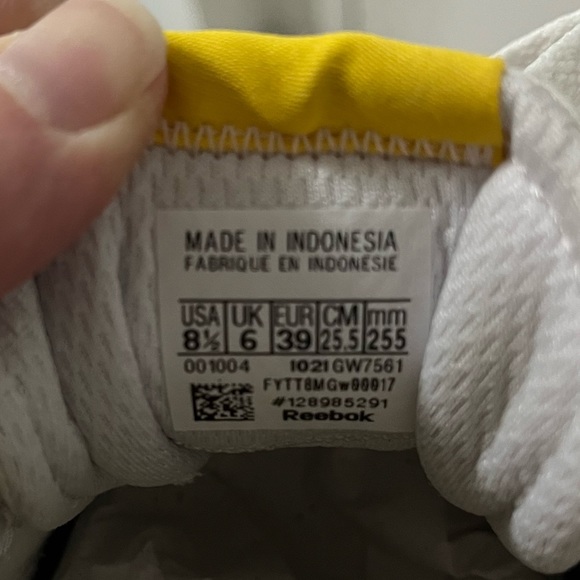 MADE IN INDONESIA
FABRIQUE EN INDONESIE
USA UK EUR CM mm
8½ 6 39 25.5 255
001004 1021 GW7561
FYTT8MGw00017
#128985291
Reebok